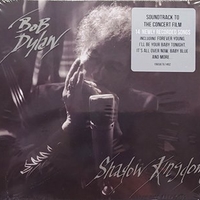 BOB
DYLAN
SOUNDTRACK TO
THE CONCERT FILM
14 NEWLY RECORDED SONGS
INCLUDING FOREVER YOUNG,
I'LL BE YOUR BABY TONIGHT,
IT'S ALL OVER NOW, BABY BLUE
AND MORE
Shadow Kingdom